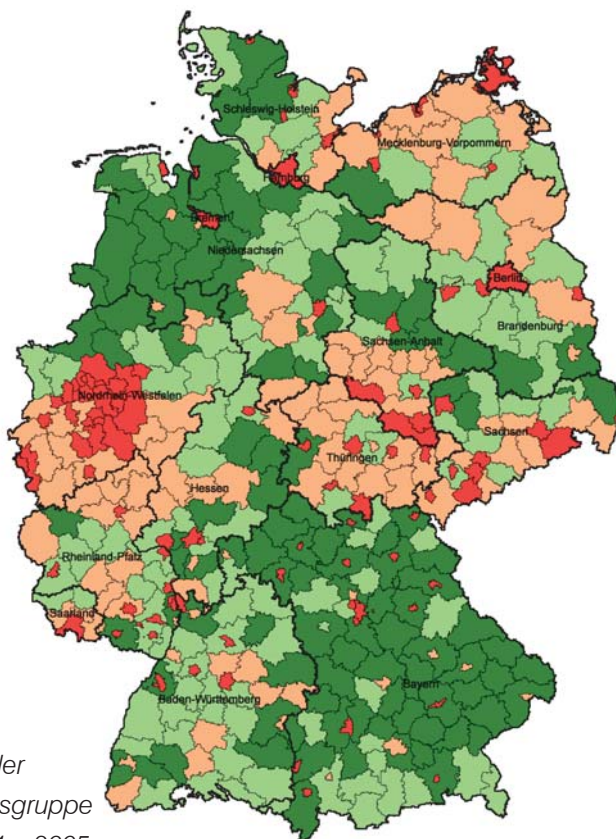 Schleswig-Holstein
Mecklenburg-Vorpommern
Hamburg
Bremen
Niedersachsen
Berlin
Brandenburg
Sachsen-Anhalt
Nordrhein-Westfalen
Sachsen
Thüringen
Hessen
Rheinland-Pfalz
Saarland
Bayern
Baden-Württemberg
sgruppe